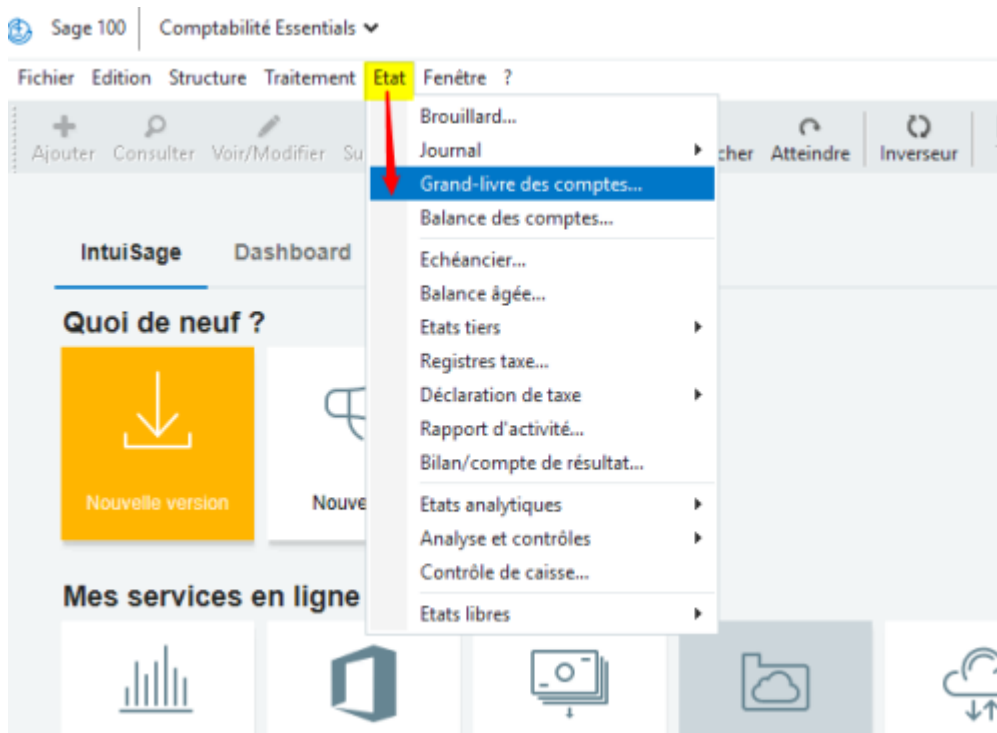 Sage 100 Comptabilité Essentials
Fichier Edition Structure Traitement Etat Fenêtre ?
Ajouter Consulter Voir/Modifier Atteindre Inverseur
Brouillard...
Journal
Grand-livre des comptes...
Balance des comptes...
Echéancier...
Balance âgée...
Etats tiers
Registres taxe...
Déclaration de taxe
Rapport d'activité...
Bilan/compte de résultat...
Etats analytiques
Analyse et contrôles
Contrôle de caisse...
Etats libres
IntuiSage Dashboard
Quoi de neuf ?
Nouvelle version Nouve
Mes services en ligne